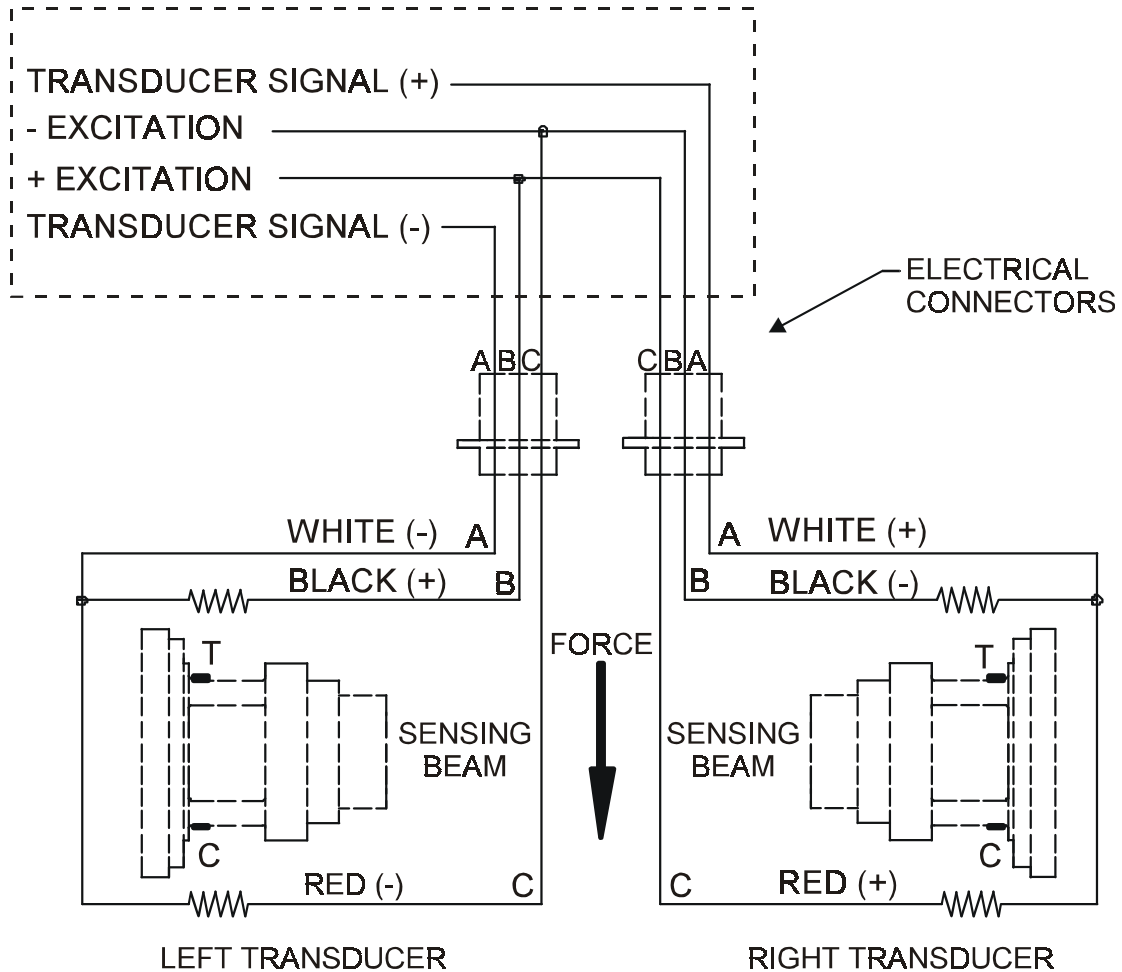 TRANSDUCER SIGNAL (+)
- EXCITATION
+ EXCITATION
TRANSDUCER SIGNAL (-)
ELECTRICAL
CONNECTORS
A B C
C B A
WHITE (-)
A
A
WHITE (+)
BLACK (+)
B
B
BLACK (-)
FORCE
T
T
SENSING
BEAM
SENSING
BEAM
C
C
RED (-)
C
C
RED (+)
LEFT TRANSDUCER
RIGHT TRANSDUCER